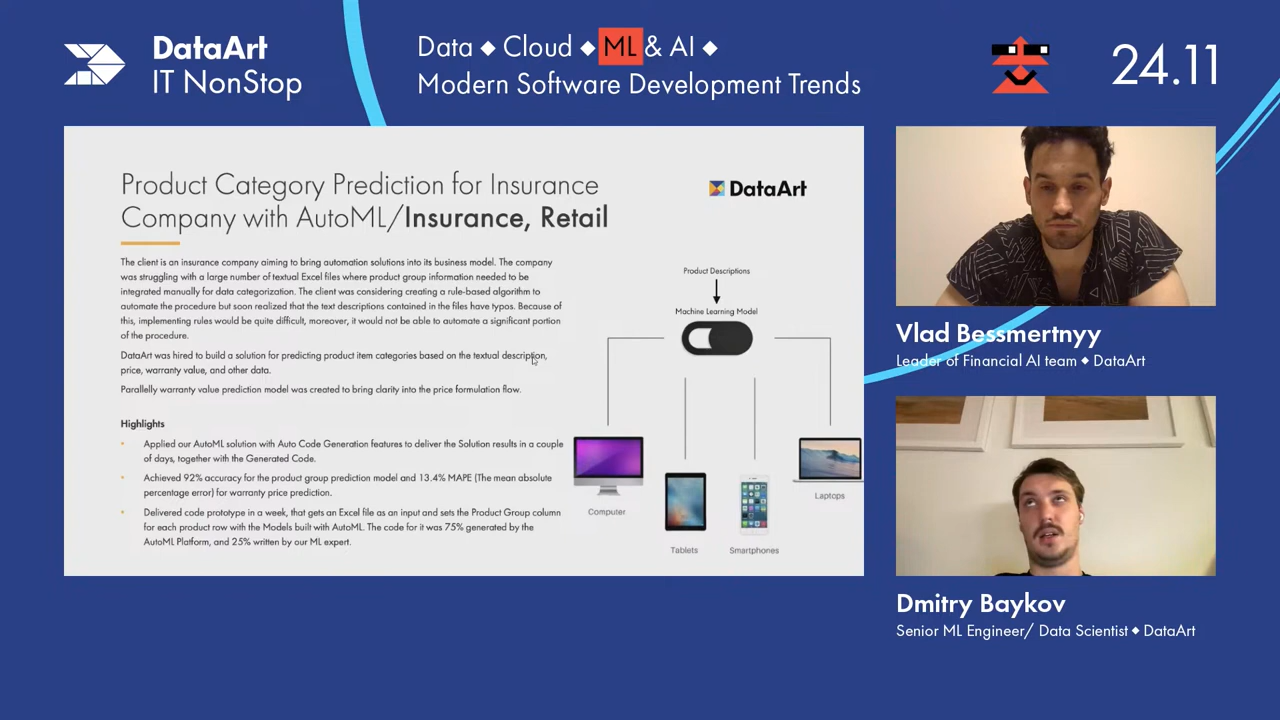 DataArt
IT NonStop
Data ◆ Cloud ◆ ML & AI ◆
Modern Software Development Trends
24.11
Product Category Prediction for Insurance
Company with AutoML/Insurance, Retail
DataArt
The client is an insurance company aiming to bring automation solutions into its business model. The company
was struggling with a large number of textual Excel files where product group information needed to be
integrated manually for data categorization. The client was considering creating a rule-based algorithm to
automate the procedure but soon realized that the text descriptions contained in the files have typos. Because of
this, implementing rules would be quite difficult, moreover, it would not be able to automate a significant portion
of the procedure.
DataArt was hired to build a solution for predicting product item categories based on the textual description,
price, warranty value, and other data.
Parallelly warranty value prediction model was created to bring clarity into the price formulation flow.
Highlights
• Applied our AutoML solution with Auto Code Generation features to deliver the Solution results in a couple
of days, together with the Generated Code.
• Achieved 92% accuracy for the product group prediction model and 13.4% MAPE (The mean absolute
percentage error) for warranty price prediction.
• Delivered code prototype in a week, that gets an Excel file as an input and sets the Product Group column
for each product row with the Models built with AutoML. The code for it was 75% generated by the
AutoML Platform, and 25% written by our ML expert.
Product Descriptions
Machine Learning Model
Computer
Tablets
Smartphones
Laptops
Vlad Bessmertnyy
Leader of Financial AI team ◆ DataArt
Dmitry Baykov
Senior ML Engineer/ Data Scientist ◆ DataArt